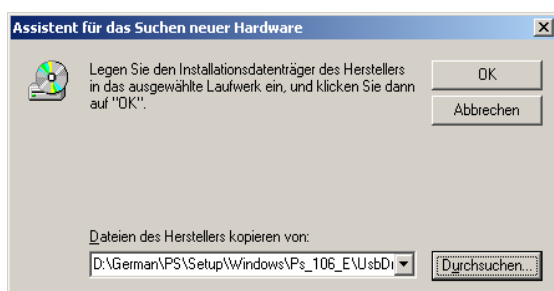 Assistent für das Suchen neuer Hardware
Legen Sie den Installationsdatenträger des Herstellers
in das ausgewählte Laufwerk ein, und klicken Sie dann
auf "OK".
OK
Abbrechen
Dateien des Herstellers kopieren von:
D:\German\PS\Setup\Windows\Ps_106_E\UsbDr
Durchsuchen...